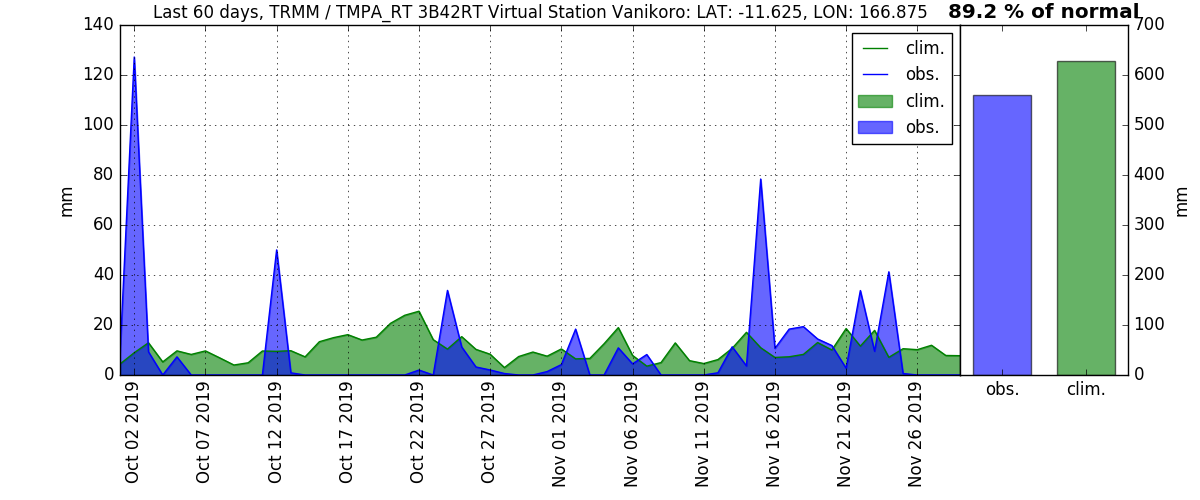 Last 60 days, TRMM / TMPA_RT 3B42RT Virtual Station Vanikoro: LAT: -11.625, LON: 166.875
89.2 % of normal
140
120
100
80
60
40
20
0
mm
clim.
obs.
clim.
obs.
700
600
500
400
300
200
100
0
mm
Oct 02 2019
Oct 07 2019
Oct 12 2019
Oct 17 2019
Oct 22 2019
Oct 27 2019
Nov 01 2019
Nov 06 2019
Nov 11 2019
Nov 16 2019
Nov 21 2019
Nov 26 2019
obs.
clim.